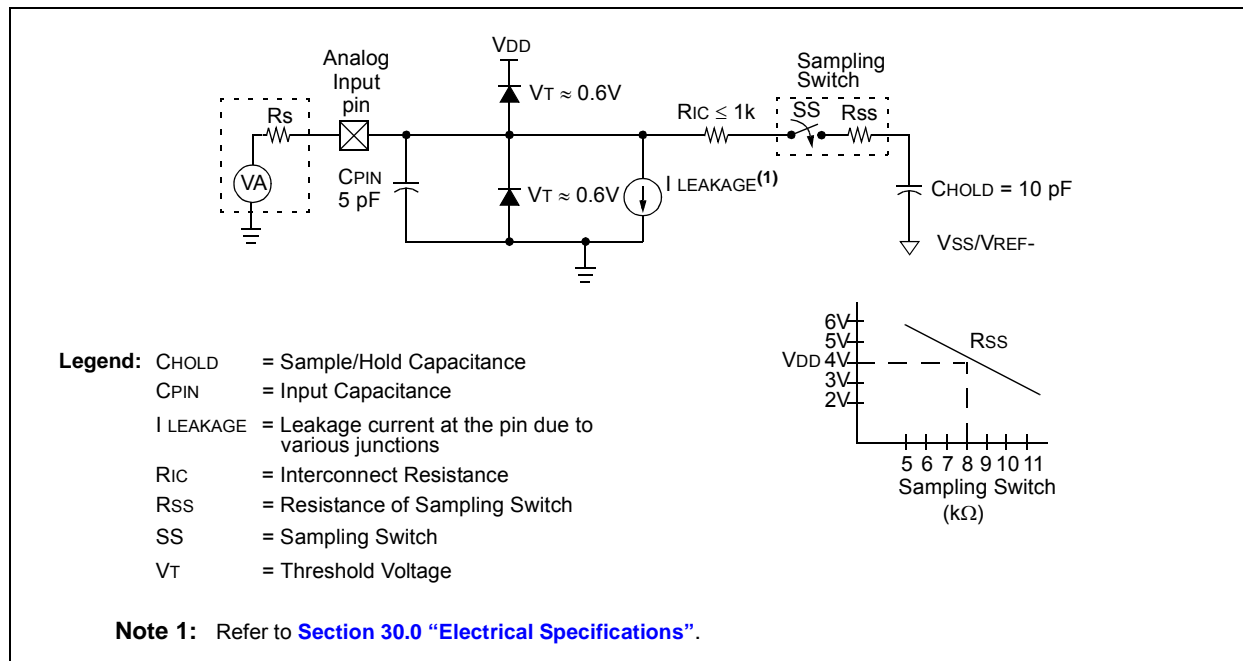 VDD
Analog
Input
pin
Sampling
Switch
VT ≈ 0.6V
Rs
RIC ≤ 1k
SS
Rss
VA
CPIN
5 pF
VT ≈ 0.6V
I LEAKAGE(1)
CHOLD = 10 pF
VSS/VREF-
6V
5V
VDD 4V
3V
2V
RSS
5 6 7 8 9 10 11
Sampling Switch
(kΩ)
Legend: CHOLD = Sample/Hold Capacitance
CPIN = Input Capacitance
I LEAKAGE = Leakage current at the pin due to
various junctions
RIC = Interconnect Resistance
RSS = Resistance of Sampling Switch
SS = Sampling Switch
VT = Threshold Voltage
Note 1: Refer to Section 30.0 “Electrical Specifications”.